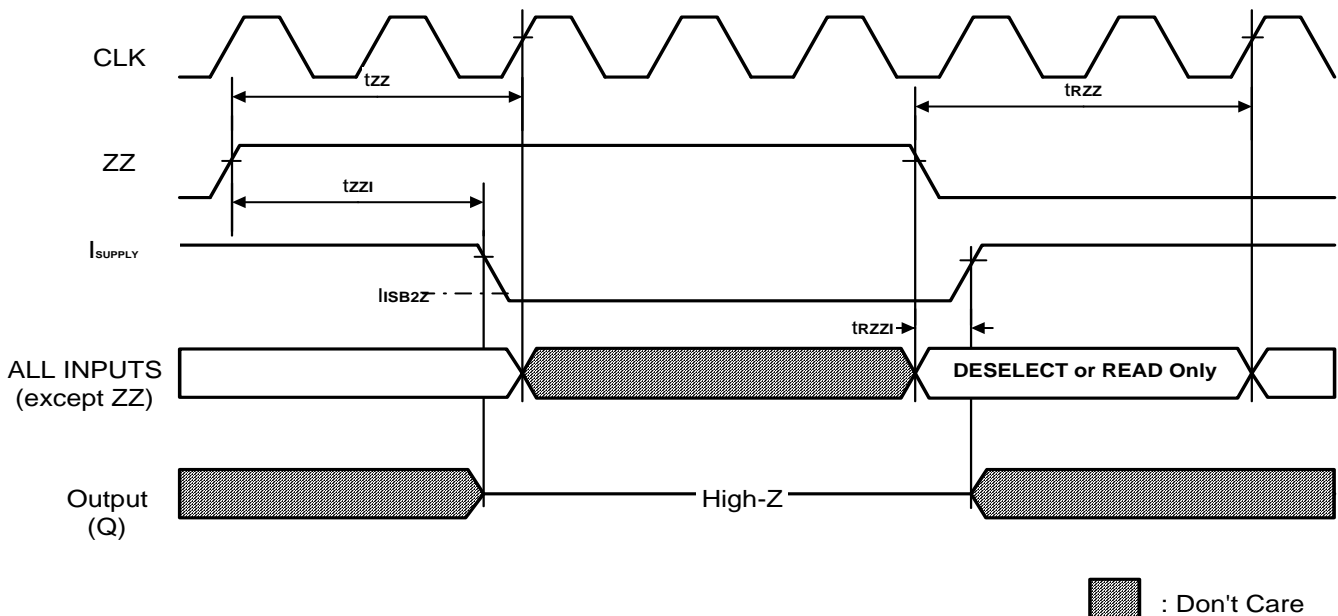 CLK
tZZ
tRZZ
ZZ
tZZI
ISUPPLY
IISB2Z
tRZZI
ALL INPUTS
(except ZZ)
DESELECT or READ Only
Output
(Q)
High-Z
: Don't Care